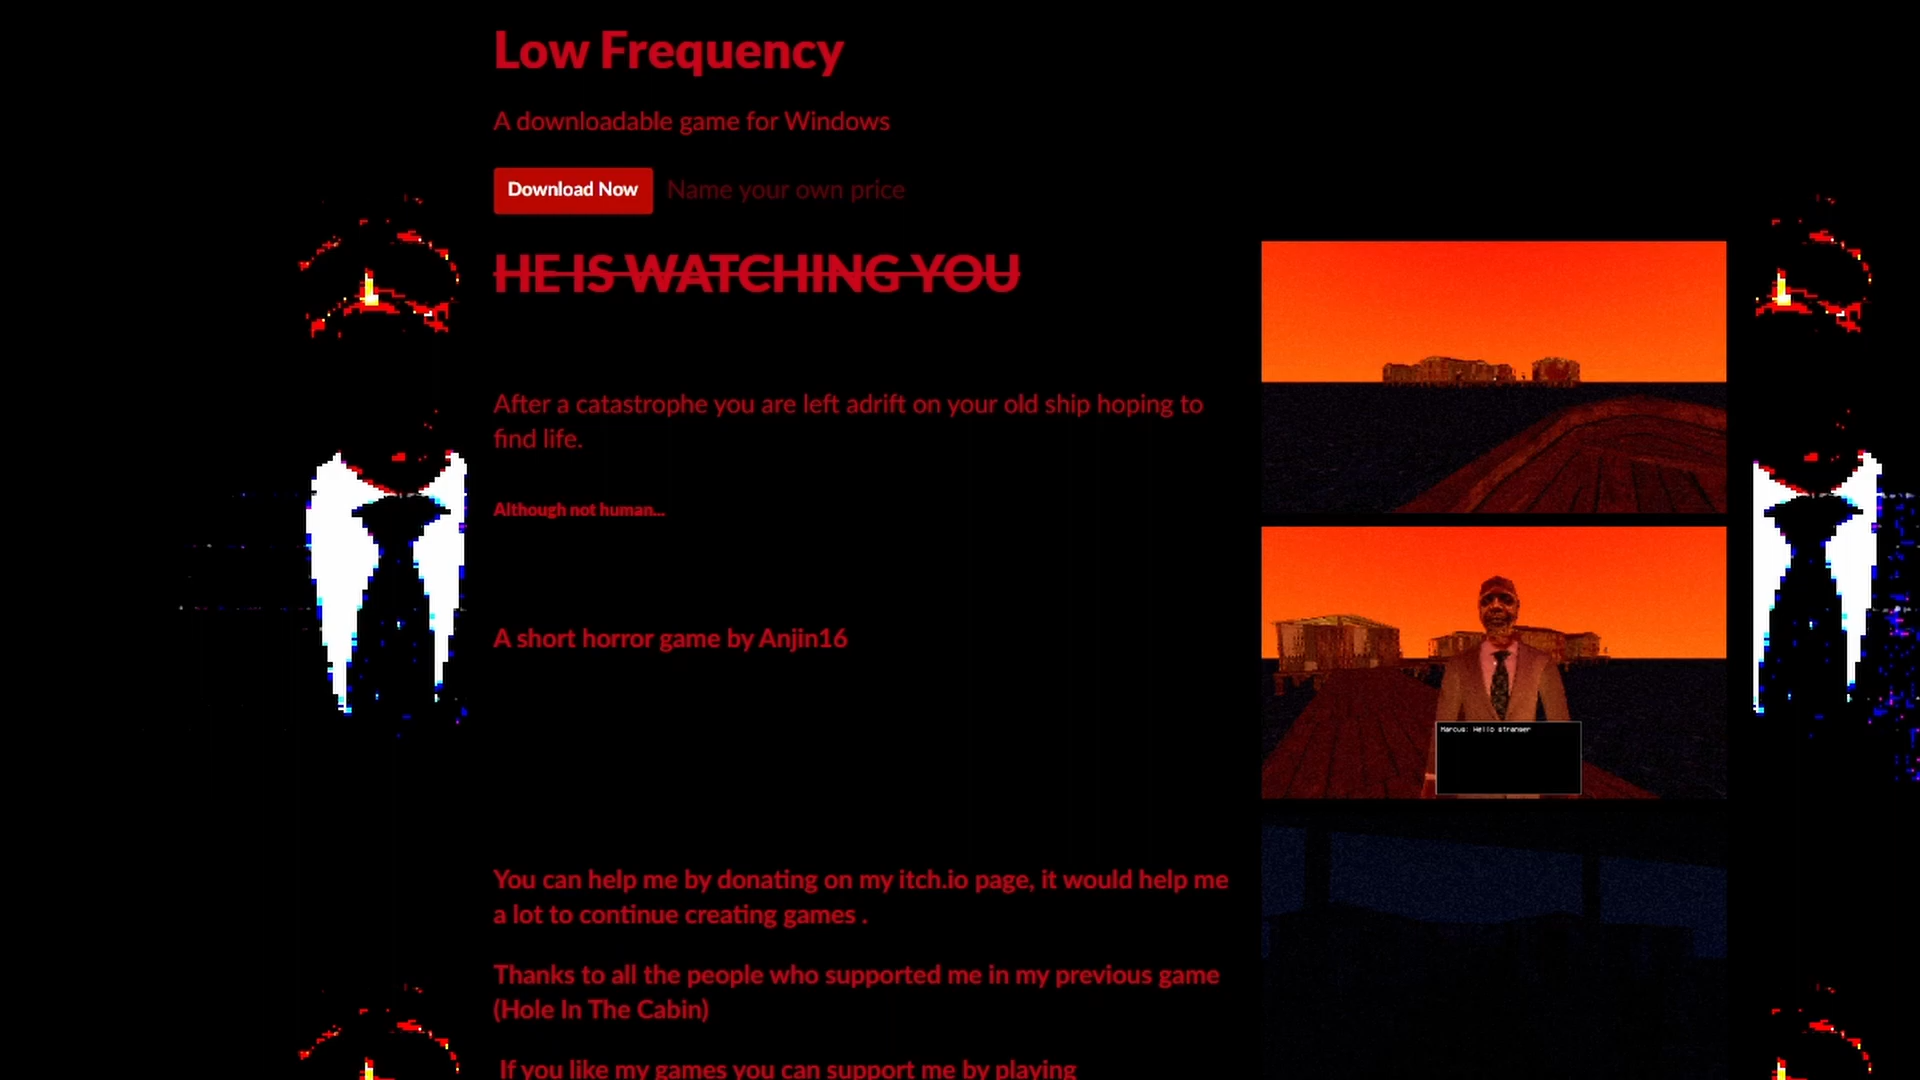 Low Frequency
A downloadable game for Windows
Download Now Name your own price
HE IS WATCHING YOU
After a catastrophe you are left adrift on your old ship hoping to
find life.
Although not human...
A short horror game by Anjin16
Marcus: Hello stranger
You can help me by donating on my itch.io page, it would help me
a lot to continue creating games .
Thanks to all the people who supported me in my previous game
(Hole In The Cabin)
If you like my games you can support me by playing